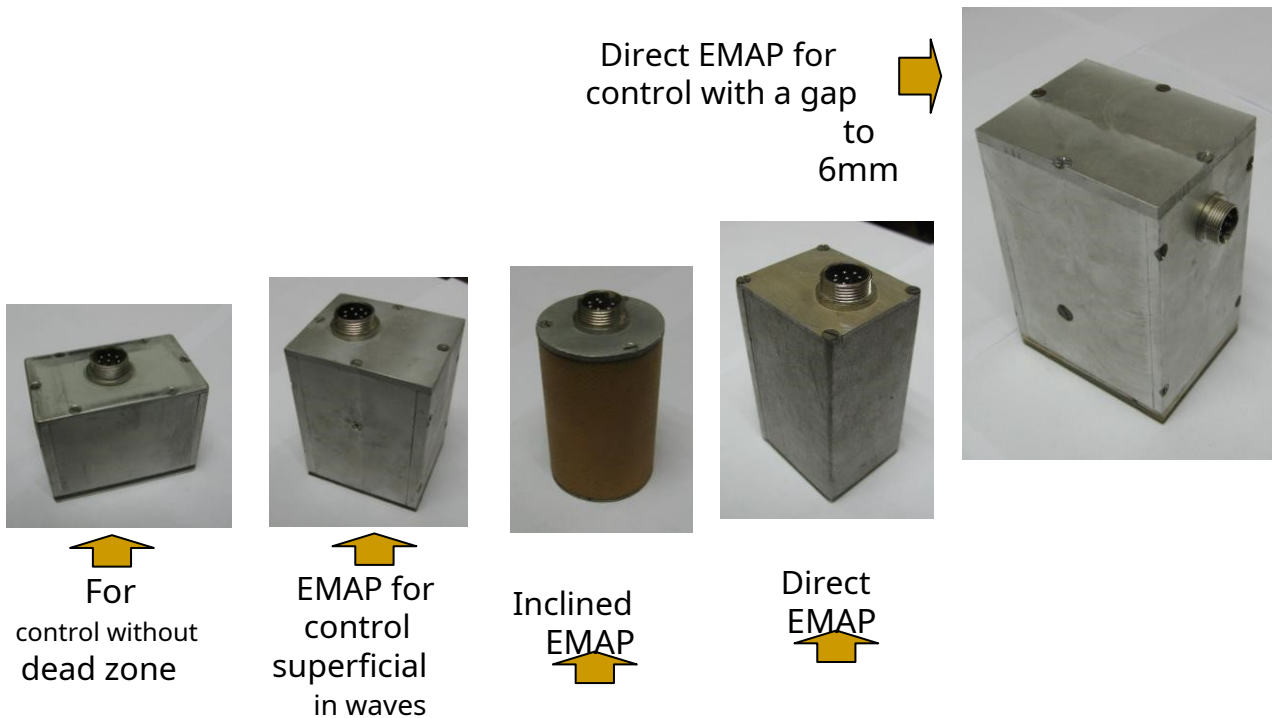 Direct EMAP for
control with a gap
to
6mm
For
control without
dead zone
EMAP for
control
superficial
in waves
Inclined
EMAP
Direct
EMAP